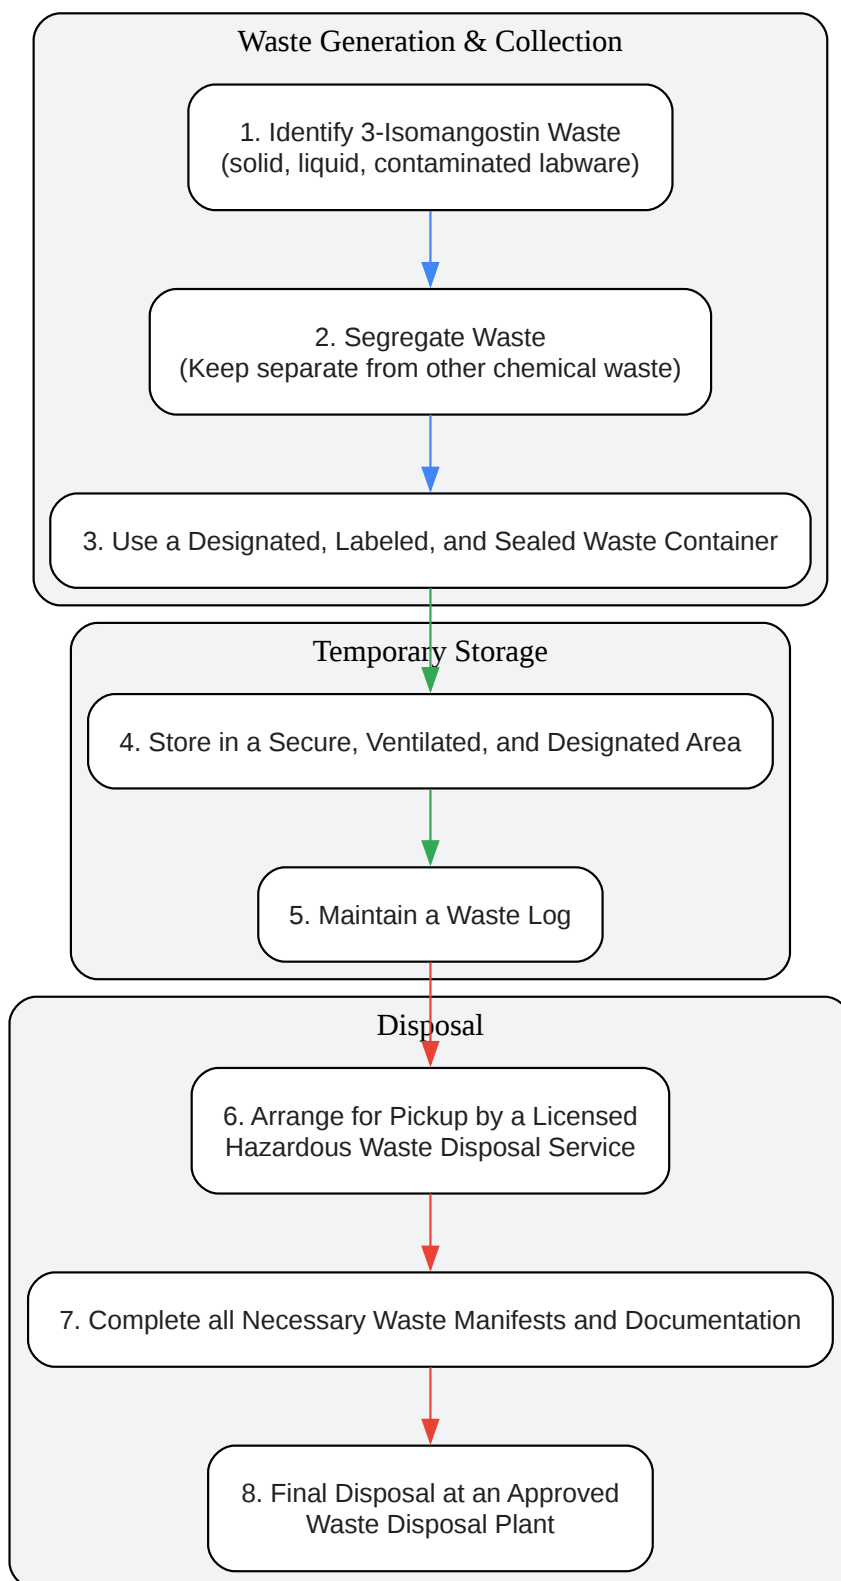 Waste Generation & Collection
1. Identify 3-Isomangostin Waste
(solid, liquid, contaminated labware)
2. Segregate Waste
(Keep separate from other chemical waste)
3. Use a Designated, Labeled, and Sealed Waste Container
Temporary Storage
4. Store in a Secure, Ventilated, and Designated Area
5. Maintain a Waste Log
Disposal
6. Arrange for Pickup by a Licensed
Hazardous Waste Disposal Service
7. Complete all Necessary Waste Manifests and Documentation
8. Final Disposal at an Approved
Waste Disposal Plant